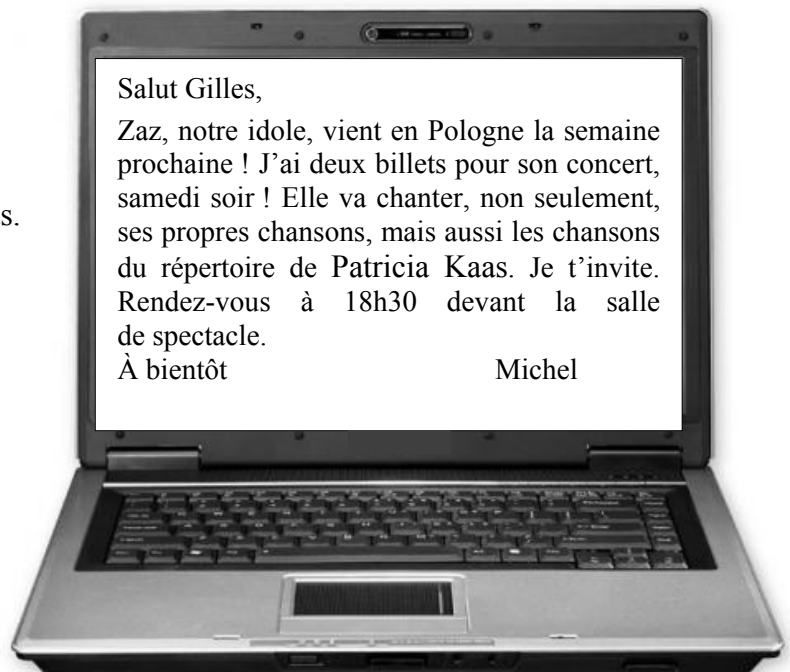 Salut Gilles,
Zaz, notre idole, vient en Pologne la semaine
prochaine ! J'ai deux billets pour son concert,
samedi soir ! Elle va chanter, non seulement,
s.
ses propres chansons, mais aussi les chansons
du répertoire de Patricia Kaas. Je t'invite.
Rendez-vous à 18h30 devant la salle
de spectacle.
À bientôt Michel